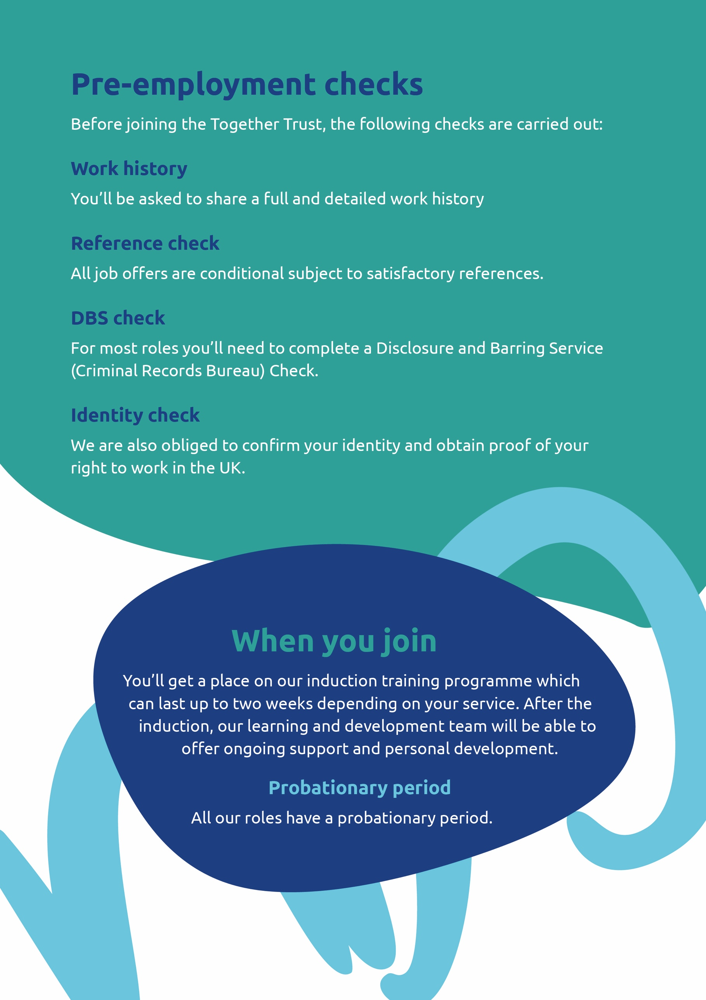 Pre-employment checks
Before joining the Together Trust, the following checks are carried out:
Work history
You’ll be asked to share a full and detailed work history
Reference check
All job offers are conditional subject to satisfactory references.
DBS check
For most roles you’ll need to complete a Disclosure and Barring Service
(Criminal Records Bureau) Check.
Identity check
We are also obliged to confirm your identity and obtain proof of your
right to work in the UK.
When you join
You’ll get a place on our induction training programme which
can last up to two weeks depending on your service. After the
induction, our learning and development team will be able to
offer ongoing support and personal development.
Probationary period
All our roles have a probationary period.